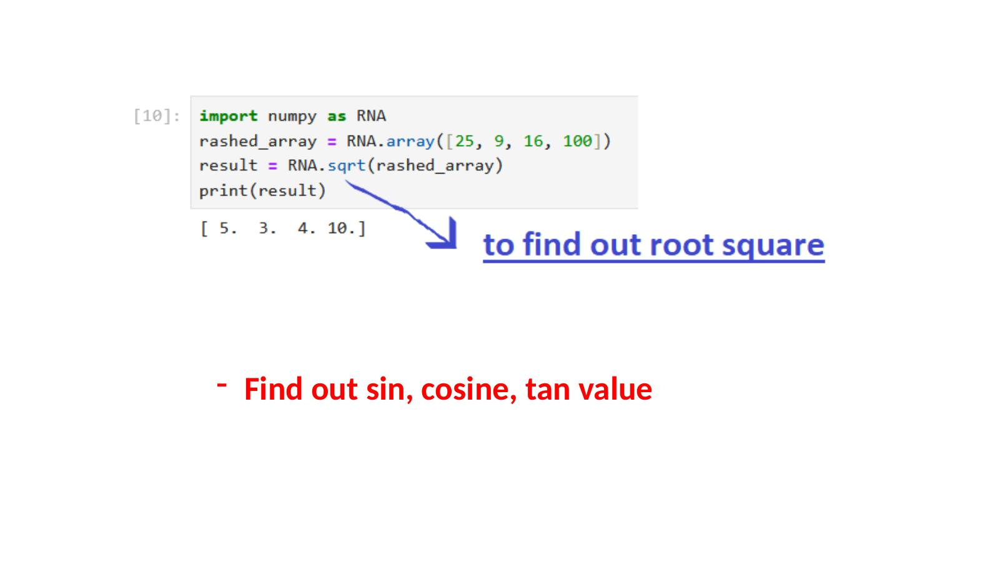 [10]: import numpy as RNA
rashed_array = RNA.array([25, 9, 16, 100])
result = RNA.sqrt(rashed_array)
print(result)
[ 5.  3.  4. 10.]
to find out root square
- Find out sin, cosine, tan value